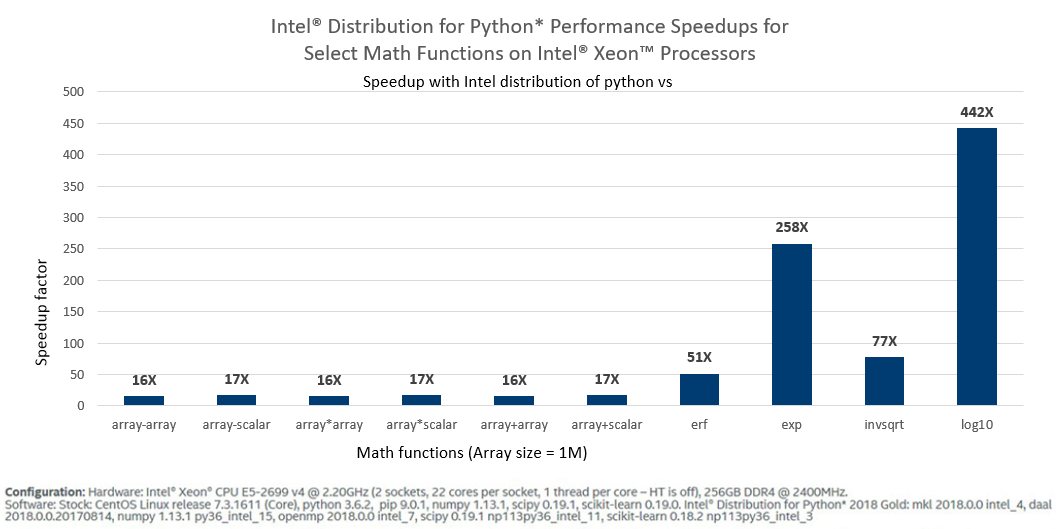 Intel® Distribution for Python* Performance Speedups for
Select Math Functions on Intel® Xeon™ Processors
Speedup with Intel distribution of python vs
500
450
400
350
300
250
200
150
100
50
0
Speedup factor
16X
17X
16X
17X
16X
17X
51X
258X
77X
442X
array-array array-scalar array*array array*scalar array+array array+scalar erf exp invsqrt log10
Math functions (Array size = 1M)
Configuration: Hardware: Intel® Xeon® CPU E5-2699 v4 @ 2.20GHz (2 sockets, 22 cores per socket, 1 thread per core – HT is off), 256GB DDR4 @ 2400MHz.
Software: Stock: CentOS Linux release 7.3.1611 (Core), python 3.6.2, pip 9.0.1, numpy 1.13.1, scipy 0.19.1, scikit-learn 0.19.0. Intel® Distribution for Python* 2018 Gold: mkl 2018.0.0 intel_4, daal
2018.0.0.20170814, numpy 1.13.1 py36_intel_15, openmp 2018.0.0 intel_7, scipy 0.19.1 np113py36_intel_11, scikit-learn 0.18.2 np113py36_intel_3